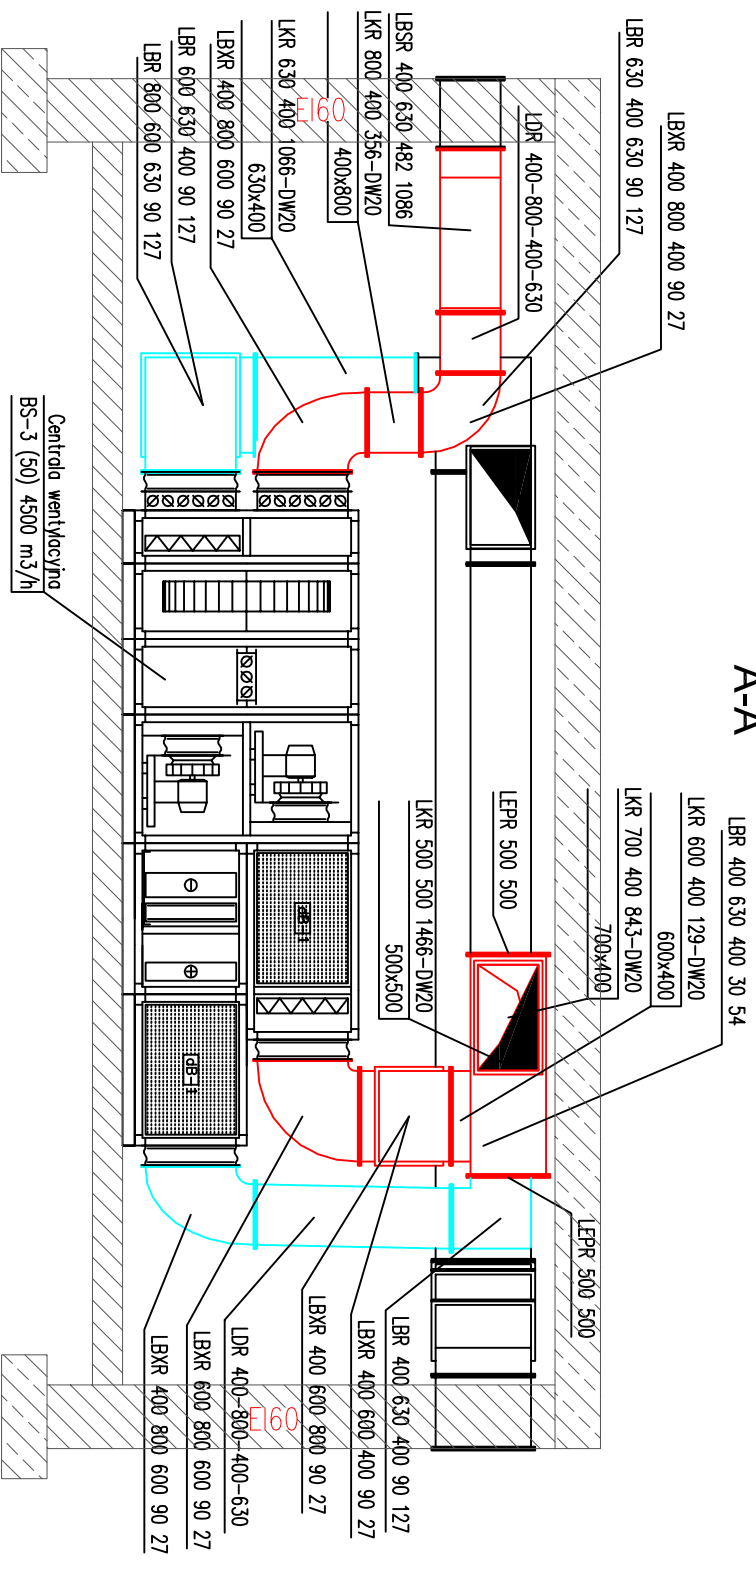 A-A
LBXR 400 800 400 90 27
LBR 630 400 630 90 127
LDR 400-800-400-630
LBSR 400 630 482 1086
LKR 800 400 356-DW20
400x800
LKR 630 400 1066-DW20
630x400
LBXR 400 800 600 90 27
LBR 600 630 400 90 127
LBR 800 600 630 90 127
EI60
Centrala wentylacyjna
BS-3 (50) 4500 m3/h
LBR 400 630 400 30 54
LKR 600 400 129-DW20
600x400
LKR 700 400 843-DW20
700x400
LEPR 500 500
LKR 500 500 1466-DW20
500x500
dB-1
dB-1
LEPR 500 500
LBR 400 630 400 90 127
LBXR 400 600 400 90 27
LBXR 400 600 800 90 27
LDR 400-800-400-630
LBXR 600 800 600 90 27
LBXR 400 800 600 90 27
EI60